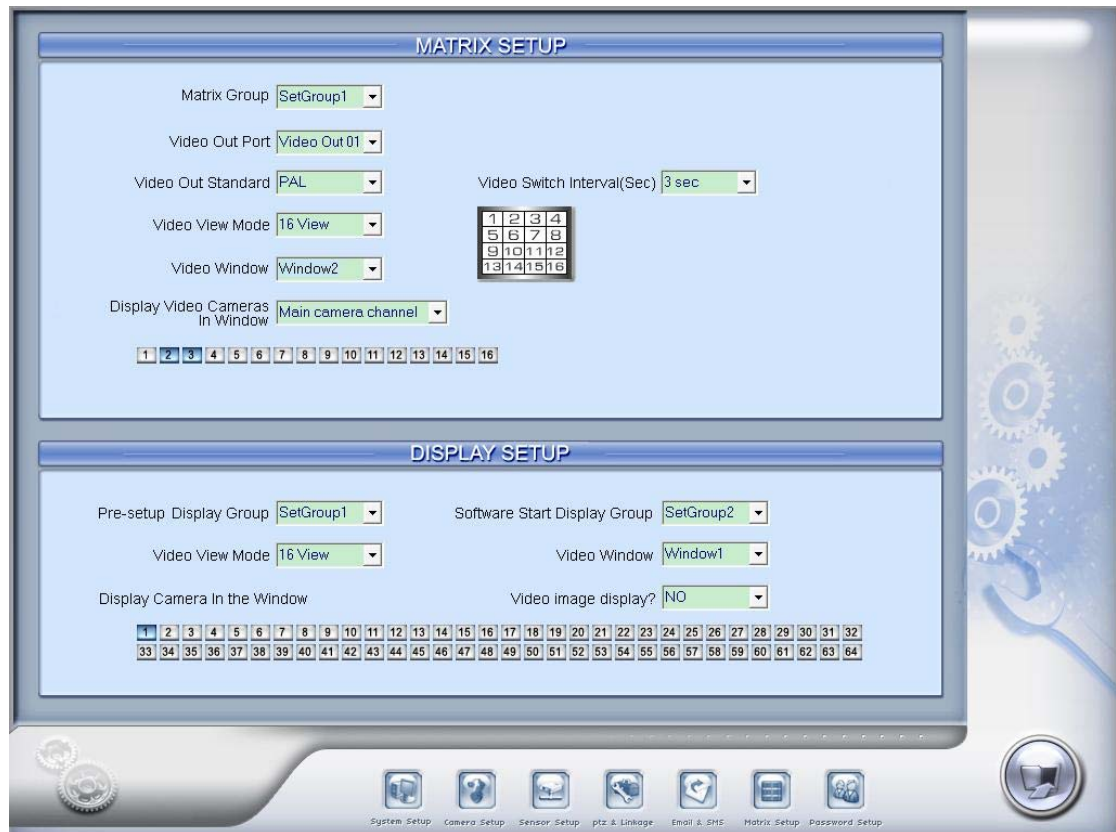 MATRIX SETUP
Matrix Group SetGroup1
Video Out Port Video Out 01
Video Out Standard PAL Video Switch Interval(Sec) 3 sec
Video View Mode 16 View
1 2 3 4
5 6 7 8
9 10 11 12
13 14 15 16
Video Window Window2
Display Video Cameras
In Window Main camera channel
1 2 3 4 5 6 7 8 9 10 11 12 13 14 15 16
DISPLAY SETUP
Pre-setup Display Group SetGroup1 Software Start Display Group SetGroup2
Video View Mode 16 View Video Window Window1
Display Camera In the Window Video image display? NO
1 2 3 4 5 6 7 8 9 10 11 12 13 14 15 16 17 18 19 20 21 22 23 24 25 26 27 28 29 30 31 32
33 34 35 36 37 38 39 40 41 42 43 44 45 46 47 48 49 50 51 52 53 54 55 56 57 58 59 60 61 62 63 64
System Setup Camera Setup Sensor Setup ptz & Linkage Email & SMS Matrix Setup Password Setup